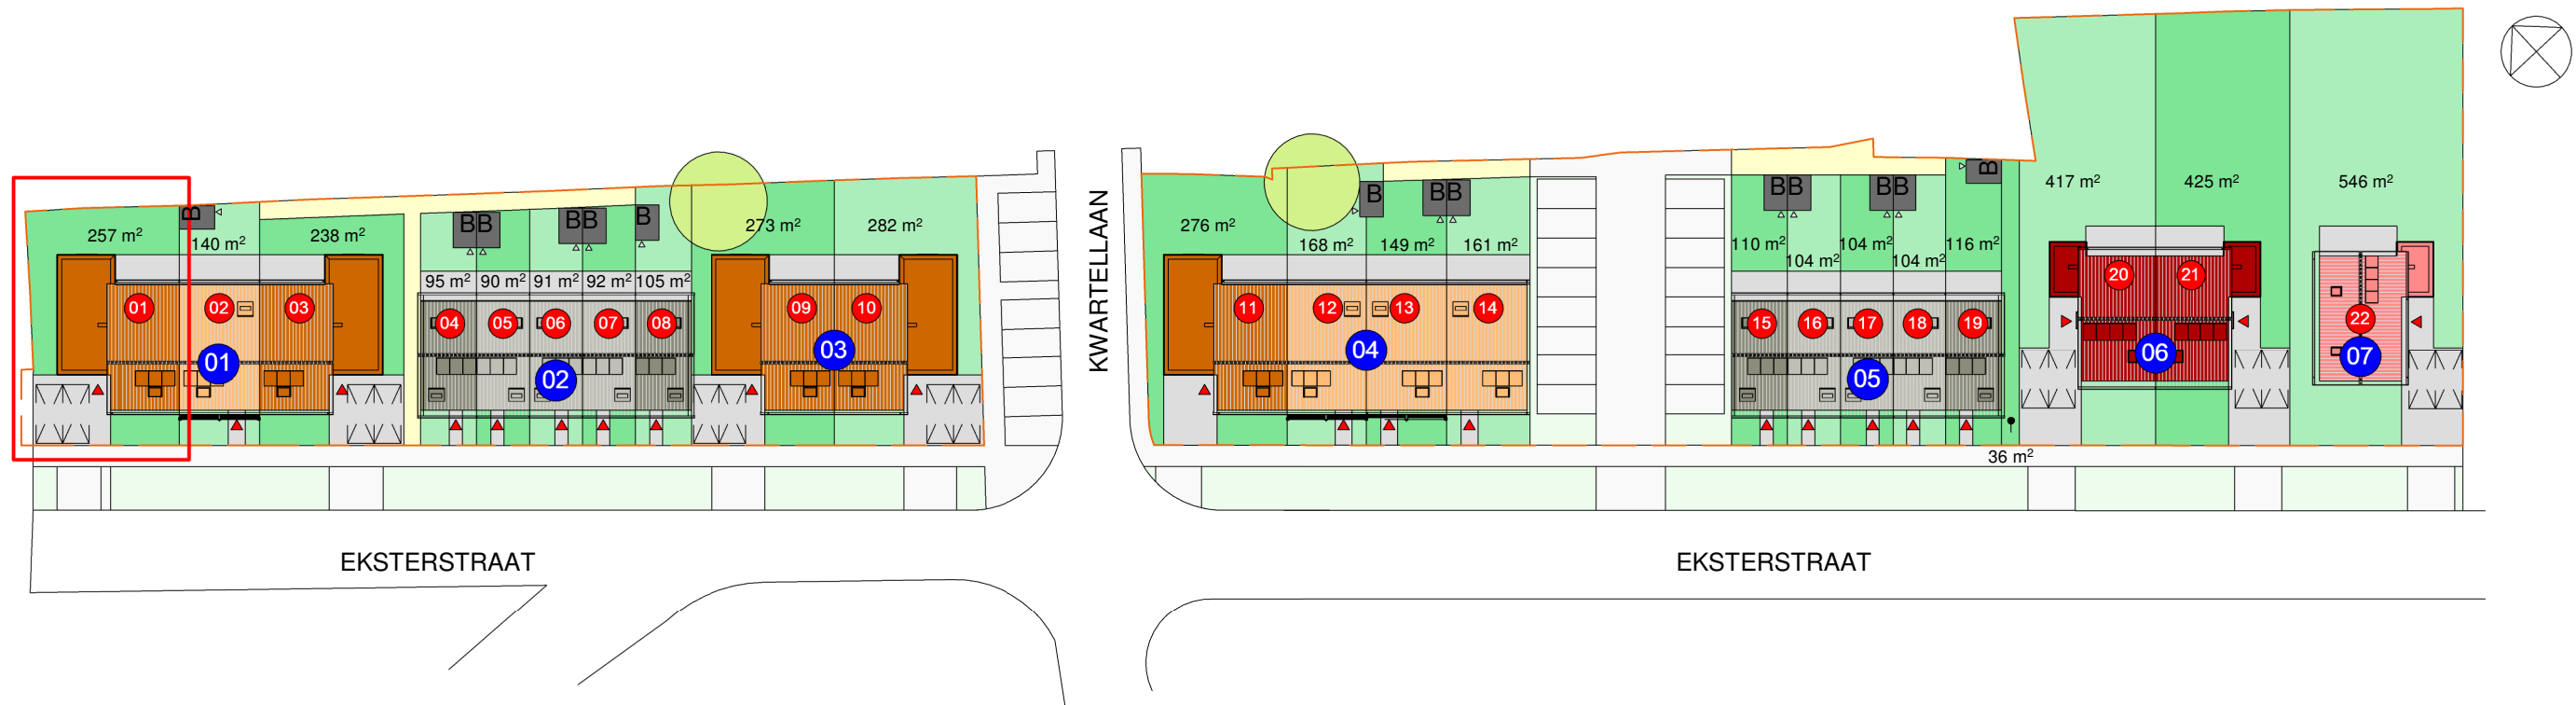 417 m²
425 m²
546 m²
B
B
BB
BB
B
257 m²
140 m²
238 m²
BB
BB
B
273 m²
282 m²
KWARTELLAAN
276 m²
168 m²
149 m²
161 m²
B
BB
110 m²
104 m²
104 m²
104 m²
116 m²
95 m²
90 m²
91 m²
92 m²
105 m²
01
02
03
04
05
06
07
08
09
10
11
12
13
14
15
16
17
18
19
20
21
22
01
02
03
04
05
06
07
36 m²
EKSTERSTRAAT
EKSTERSTRAAT